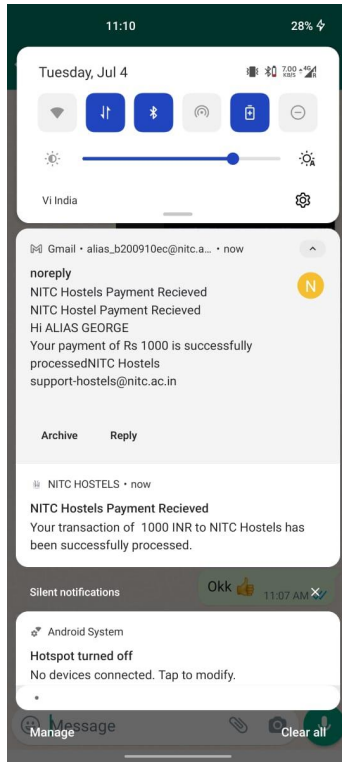 11:10
28%
Tuesday, Jul 4
7.00 KB/S 4G R
Vi India
Gmail • alias_b200910ec@nitc.a... • now
noreply
N
NITC Hostels Payment Recieved
NITC Hostel Payment Recieved
Hi ALIAS GEORGE
Your payment of Rs 1000 is successfully
processedNITC Hostels
support-hostels@nitc.ac.in
Archive Reply
NITC HOSTELS • now
NITC Hostels Payment Recieved
Your transaction of 1000 INR to NITC Hostels has
been successfully processed.
Okk 👍 11:07 AM
Silent notifications
Android System
Hotspot turned off
No devices connected. Tap to modify.
Message
Manage Clear all